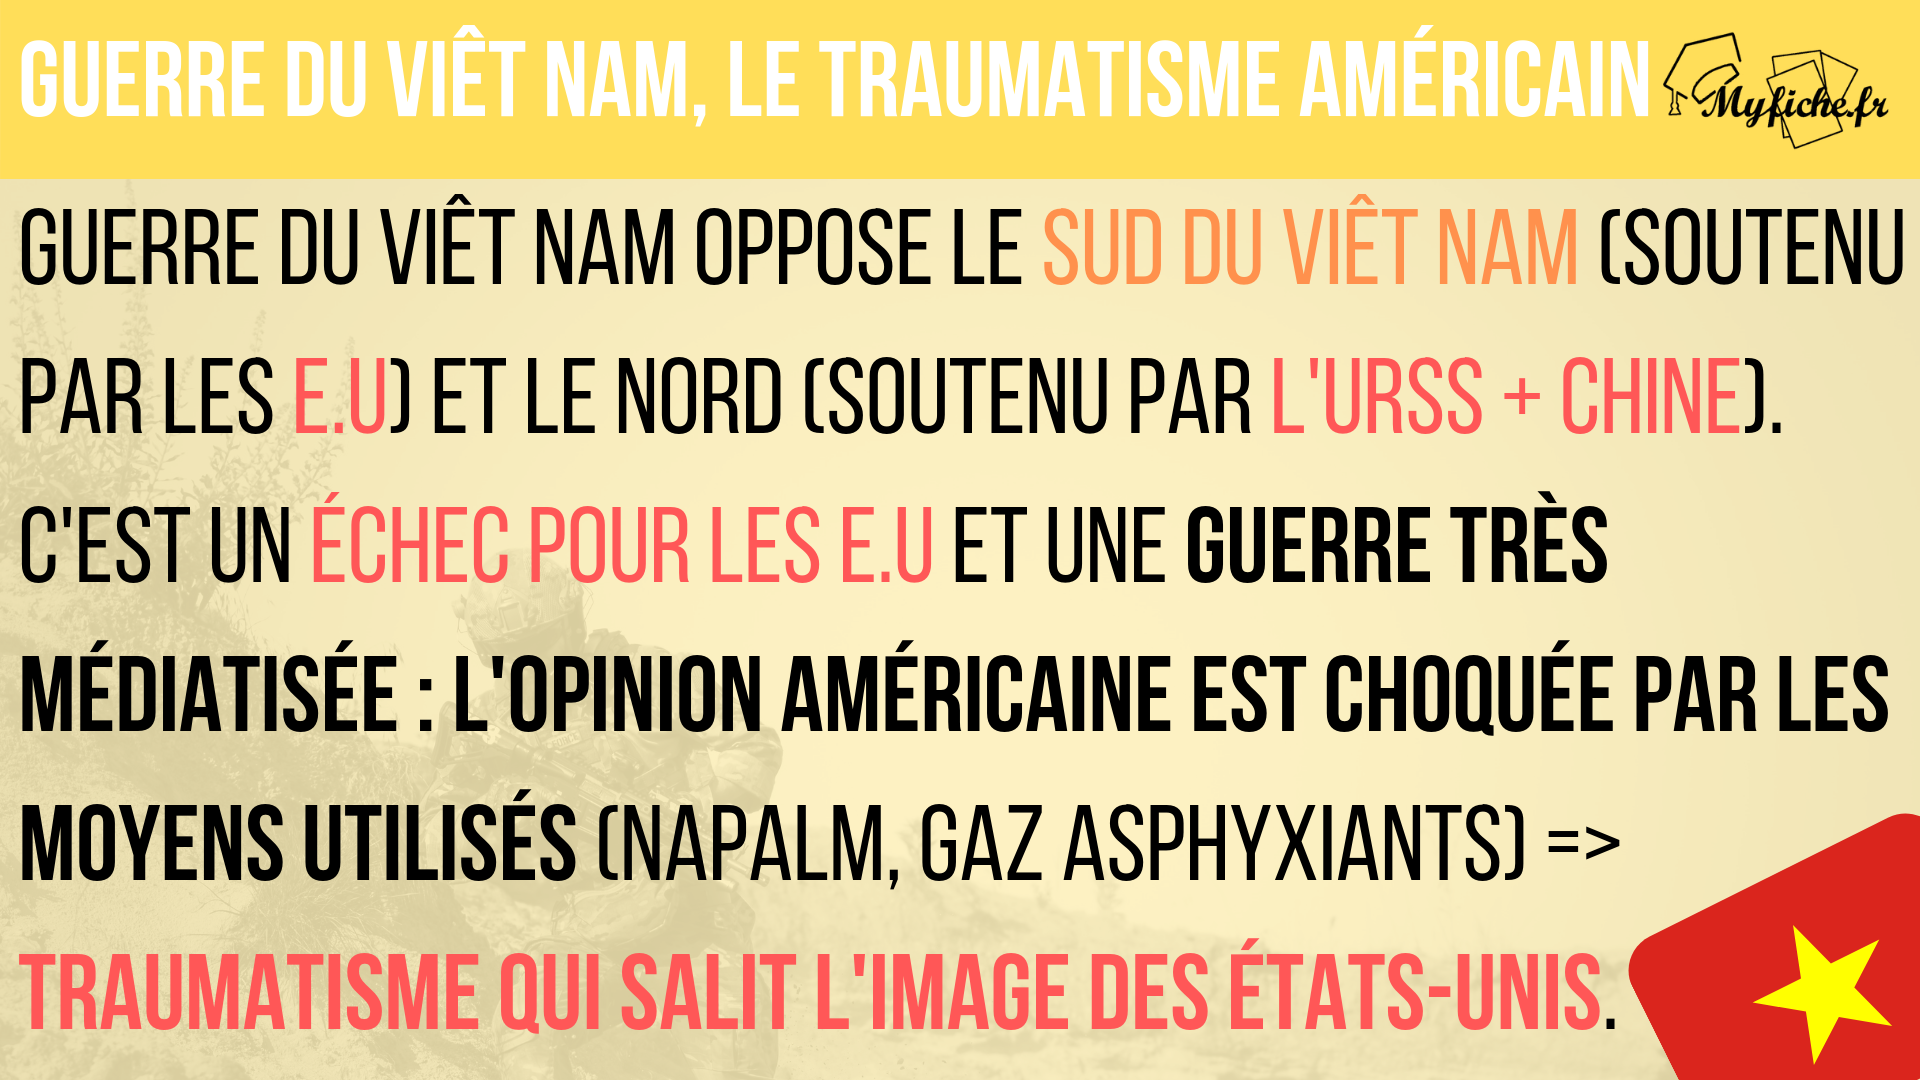 GUERRE DU VIÊT NAM, LE TRAUMATISME AMÉRICAIN
Myfiche.fr
GUERRE DU VIÊT NAM OPPOSE LE SUD DU VIÊT NAM (SOUTENU
PAR LES E.U) ET LE NORD (SOUTENU PAR L'URSS + CHINE).
C'EST UN ÉCHEC POUR LES E.U ET UNE GUERRE TRÈS
MÉDIATISÉE : L'OPINION AMÉRICAINE EST CHOQUÉE PAR LES
MOYENS UTILISÉS (NAPALM, GAZ ASPHYXIANTS) =>
TRAUMATISME QUI SALIT L'IMAGE DES ÉTATS-UNIS.